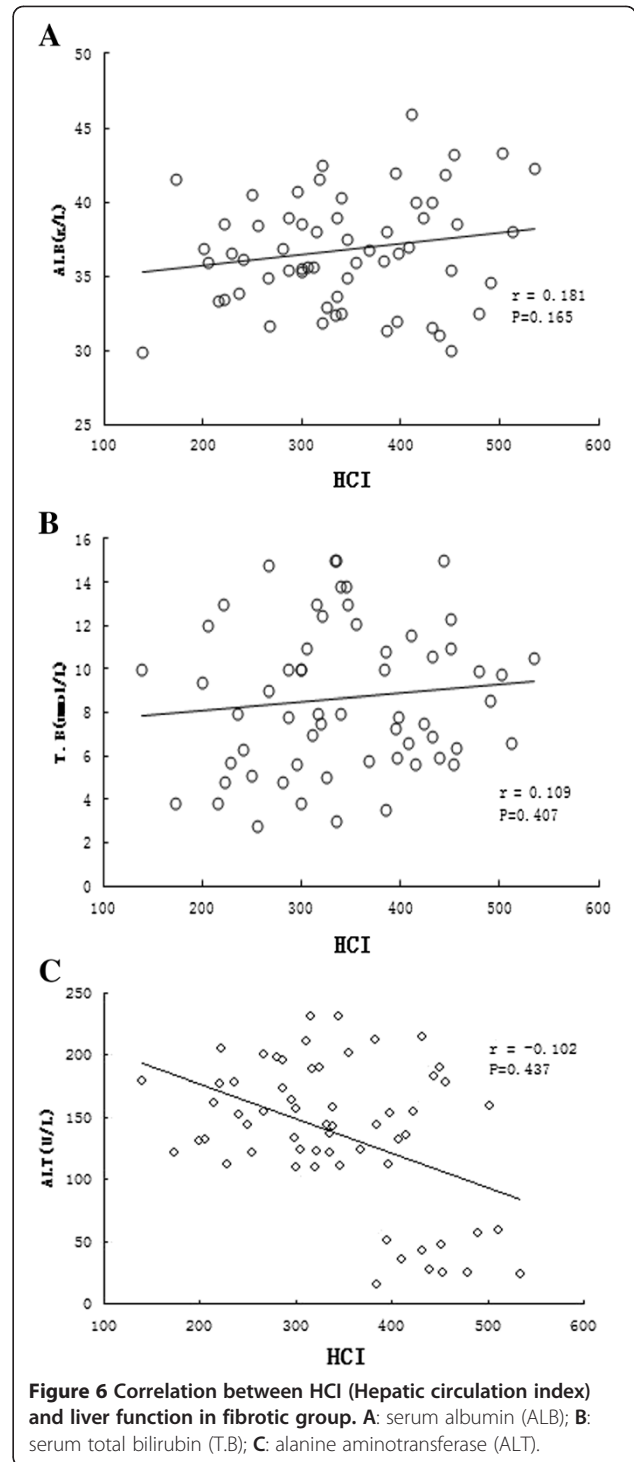 A
50
45
40
35
30
25
ALB(g/L)
r = 0.181
P=0.165
100 200 300 400 500 600
HCI
B
16
14
12
10
8
6
4
2
0
r = 0.109
P=0.407
100 200 300 400 500 600
HCI
C
250
200
150
100
50
0
ALT(U/L)
r = −0.102
P=0.437
100 200 300 400 500 600
HCI
Figure 6 Correlation between HCI (Hepatic circulation index)
and liver function in fibrotic group. A: serum albumin (ALB); B:
serum total bilirubin (T.B); C: alanine aminotransferase (ALT).